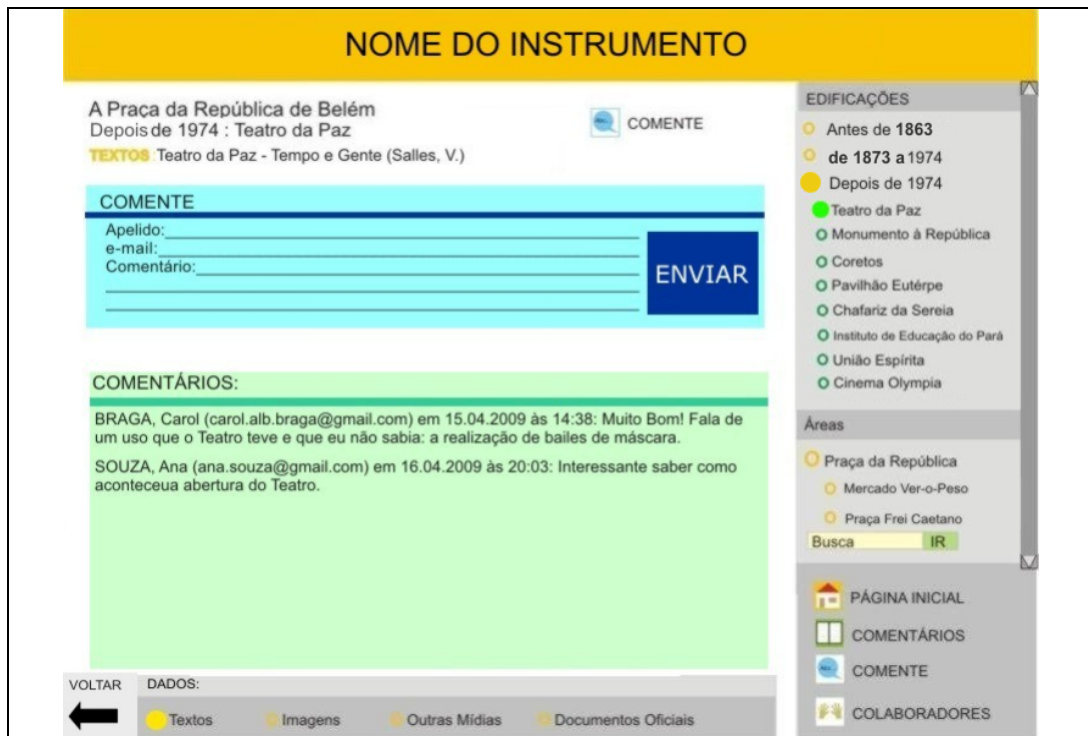 NOME DO INSTRUMENTO
A Praça da República de Belém
Depois de 1974 : Teatro da Paz
TEXTOS: Teatro da Paz - Tempo e Gente (Salles, V.)
COMENTE
COMENTE
Apelido:
e-mail:
Comentário:
ENVIAR
COMENTÁRIOS:
BRAGA, Carol (carol.alb.braga@gmail.com) em 15.04.2009 às 14:38: Muito Bom! Fala de
um uso que o Teatro teve e que eu não sabia: a realização de bailes de máscara.
SOUZA, Ana (ana.souza@gmail.com) em 16.04.2009 às 20:03: Interessante saber como
aconteceua abertura do Teatro.
EDIFICAÇÕES
Antes de 1863
de 1873 a 1974
Depois de 1974
Teatro da Paz
Monumento à República
Coretos
Pavilhão Eutérpe
Chafariz da Sereia
Instituto de Educação do Pará
União Espírita
Cinema Olympia
Áreas
Praça da República
Mercado Ver-o-Peso
Praça Frei Caetano
Busca IR
PÁGINA INICIAL
COMENTÁRIOS
COMENTE
COLABORADORES
VOLTAR
DADOS:
Textos Imagens Outras Mídias Documentos Oficiais